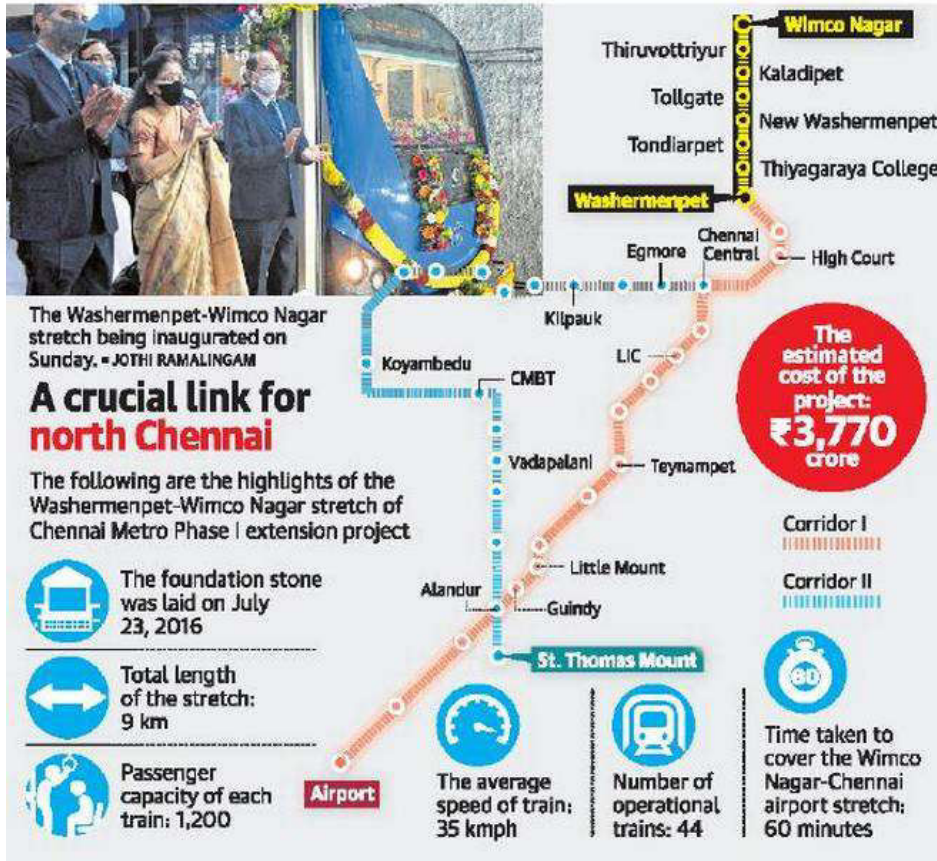 Wimco Nagar
Thiruvottriyur
Kaladipet
Tollgate
New Washermenpet
Tondiarpet
Thiyagaraya College
Washermenpet
Chennai
Central
Egmore
High Court
Kilpauk
The Washermenpet-Wimco Nagar
stretch being inaugurated on
Sunday. ▪ JOTHI RAMALINGAM
Koyambedu
CMBT
LIC
Vadapalani
Teynampet
Little Mount
Alandur
Guindy
St. Thomas Mount
Airport
A crucial link for
north Chennai
The following are the highlights of the
Washermenpet-Wimco Nagar stretch of
Chennai Metro Phase I extension project
The
estimated
cost of the
project:
₹3,770
crore
Corridor I
Corridor II
The foundation stone
was laid on July
23, 2016
Total length
of the stretch:
9 km
Passenger
capacity of each
train: 1,200
The average
speed of train:
35 kmph
Number of
operational
trains: 44
60
Time taken to
cover the Wimco
Nagar-Chennai
airport stretch:
60 minutes